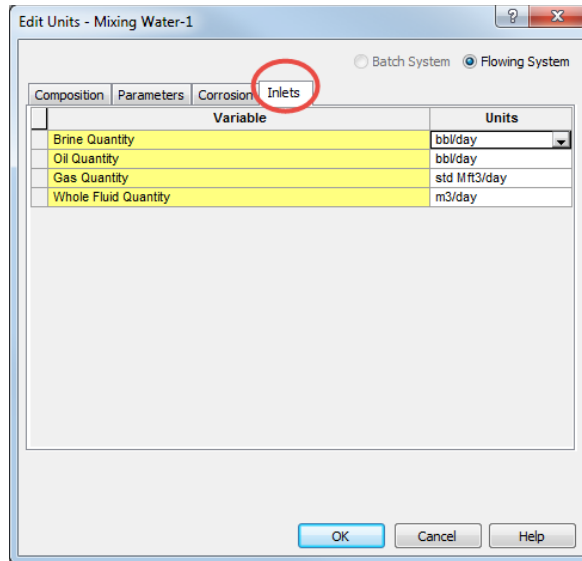 Edit Units - Mixing Water-1
Batch System Flowing System
Composition Parameters Corrosion Inlets
Variable Units
Brine Quantity bbl/day
Oil Quantity bbl/day
Gas Quantity std Mft3/day
Whole Fluid Quantity m3/day
OK Cancel Help